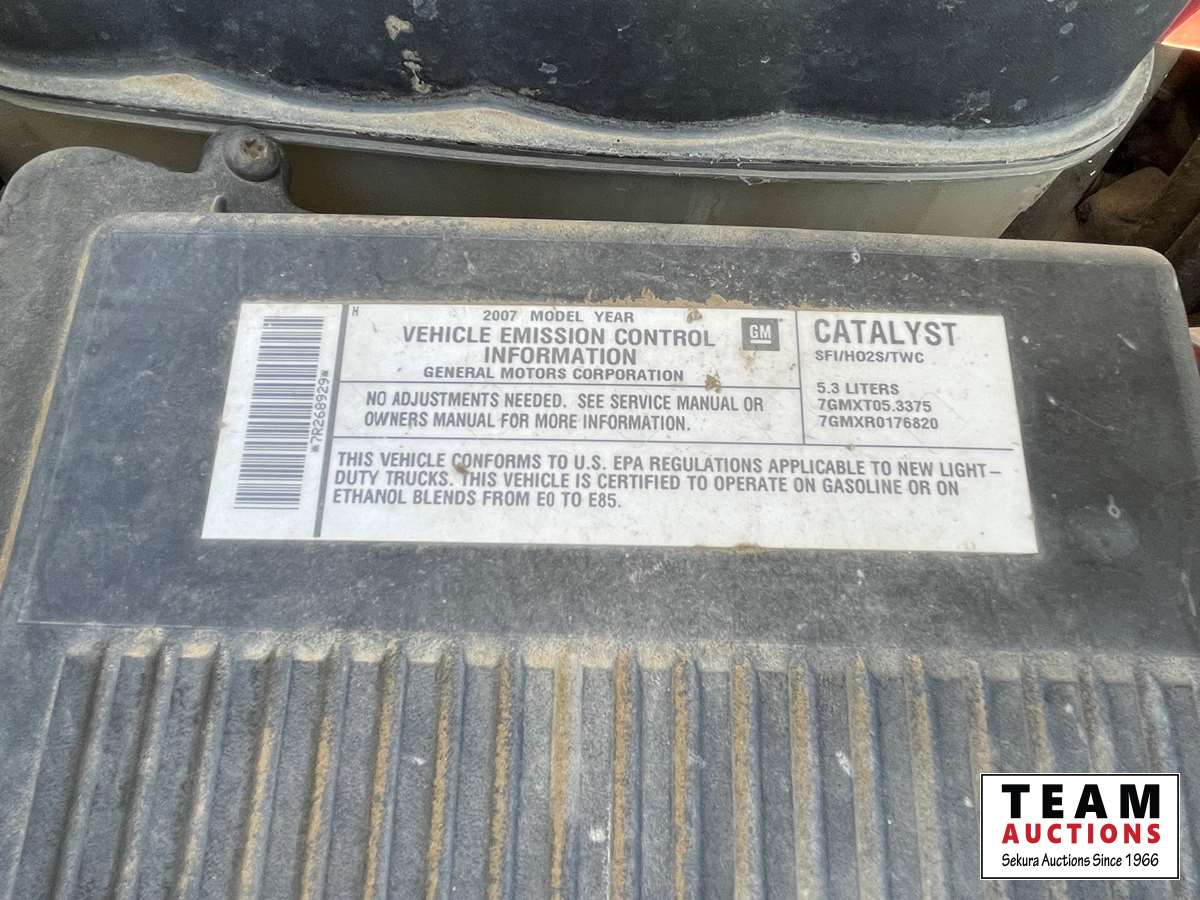 H
2007 MODEL YEAR
VEHICLE EMISSION CONTROL
INFORMATION
GENERAL MOTORS CORPORATION
GM
NO ADJUSTMENTS NEEDED. SEE SERVICE MANUAL OR
OWNERS MANUAL FOR MORE INFORMATION.
CATALYST
SFI/HO2S/TWC
5.3 LITERS
7GMXT05.3375
7GMXR0176820
THIS VEHICLE CONFORMS TO U.S. EPA REGULATIONS APPLICABLE TO NEW LIGHT-
DUTY TRUCKS. THIS VEHICLE IS CERTIFIED TO OPERATE ON GASOLINE OR ON
ETHANOL BLENDS FROM E0 TO E85.
*7R268929*
TEAM
AUCTIONS
Sekura Auctions Since 1966